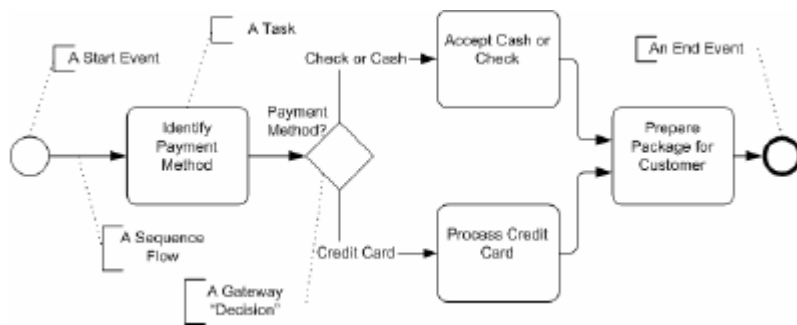 A Task
A Start Event
Check or Cash
Accept Cash or
Check
An End Event
Identify
Payment
Method
Payment
Method?
Prepare
Package for
Customer
A Sequence
Flow
Credit Card
Process Credit
Card
A Gateway
"Decision"